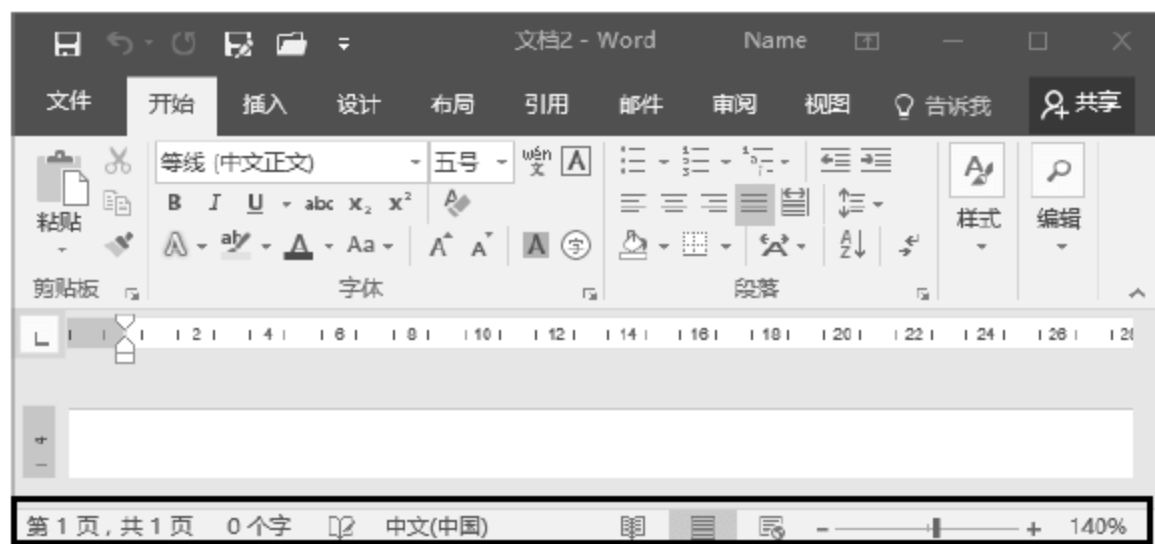 文档2 - Word Name
文件 开始 插入 设计 布局 引用 邮件 审阅 视图 告诉我 共享
等线 (中文正文) 五号 wén 文 A
B I U abc x₂ x²
粘贴 样式 编辑
A aby A Aa A A A 字 A Z
剪贴板 字体 段落
2 4 6 8 10 12 14 16 18 20 22 24 26
第 1 页，共 1 页 0 个字 中文(中国) 140%